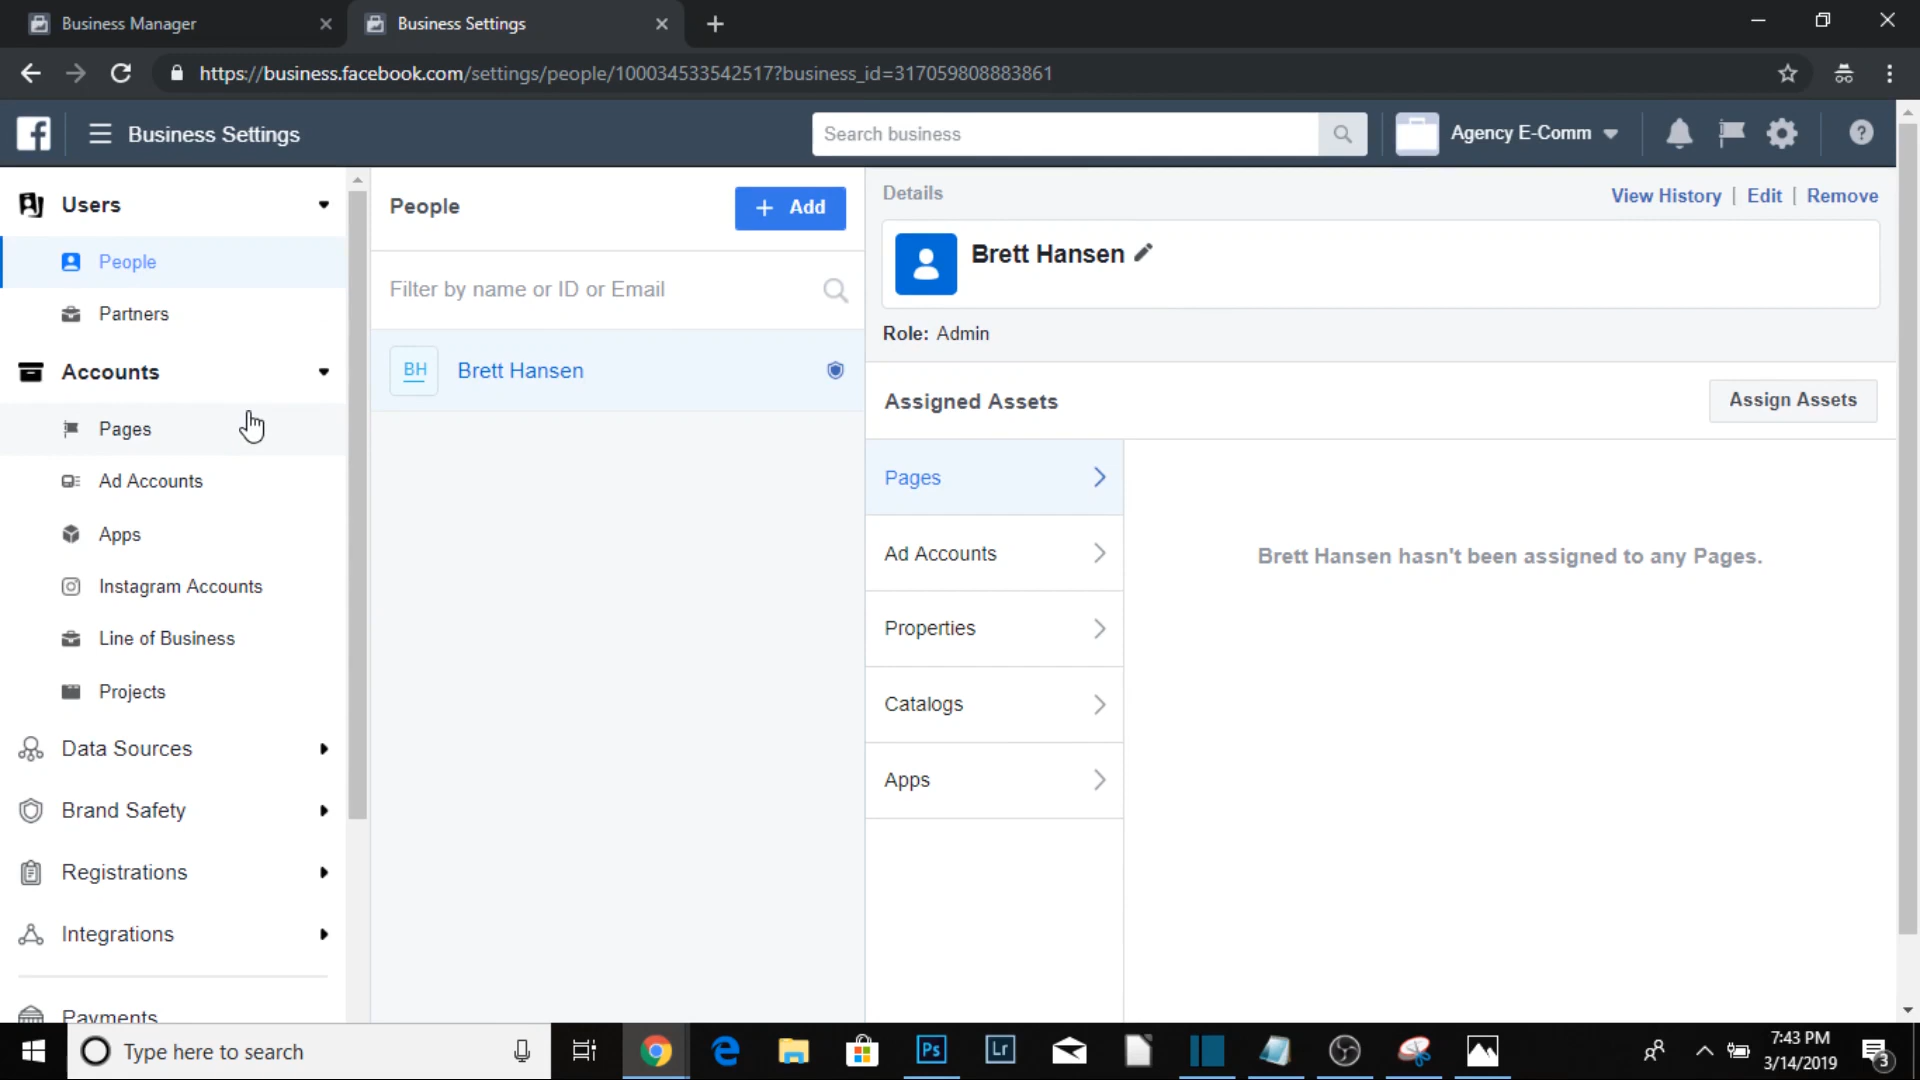 Business Manager
Business Settings
https://business.facebook.com/settings/people/100034533542517?business_id=317059808883861
Business Settings
Search business
Agency E-Comm
Users
People
Partners
Accounts
Pages
Ad Accounts
Apps
Instagram Accounts
Line of Business
Projects
Data Sources
Brand Safety
Registrations
Integrations
Payments
People
+ Add
Filter by name or ID or Email
BH
Brett Hansen
Details
View History | Edit | Remove
Brett Hansen
Role: Admin
Assigned Assets
Assign Assets
Pages
Ad Accounts
Properties
Catalogs
Apps
Brett Hansen hasn't been assigned to any Pages.
Type here to search
Ps
Lr
7:43 PM
3/14/2019
3